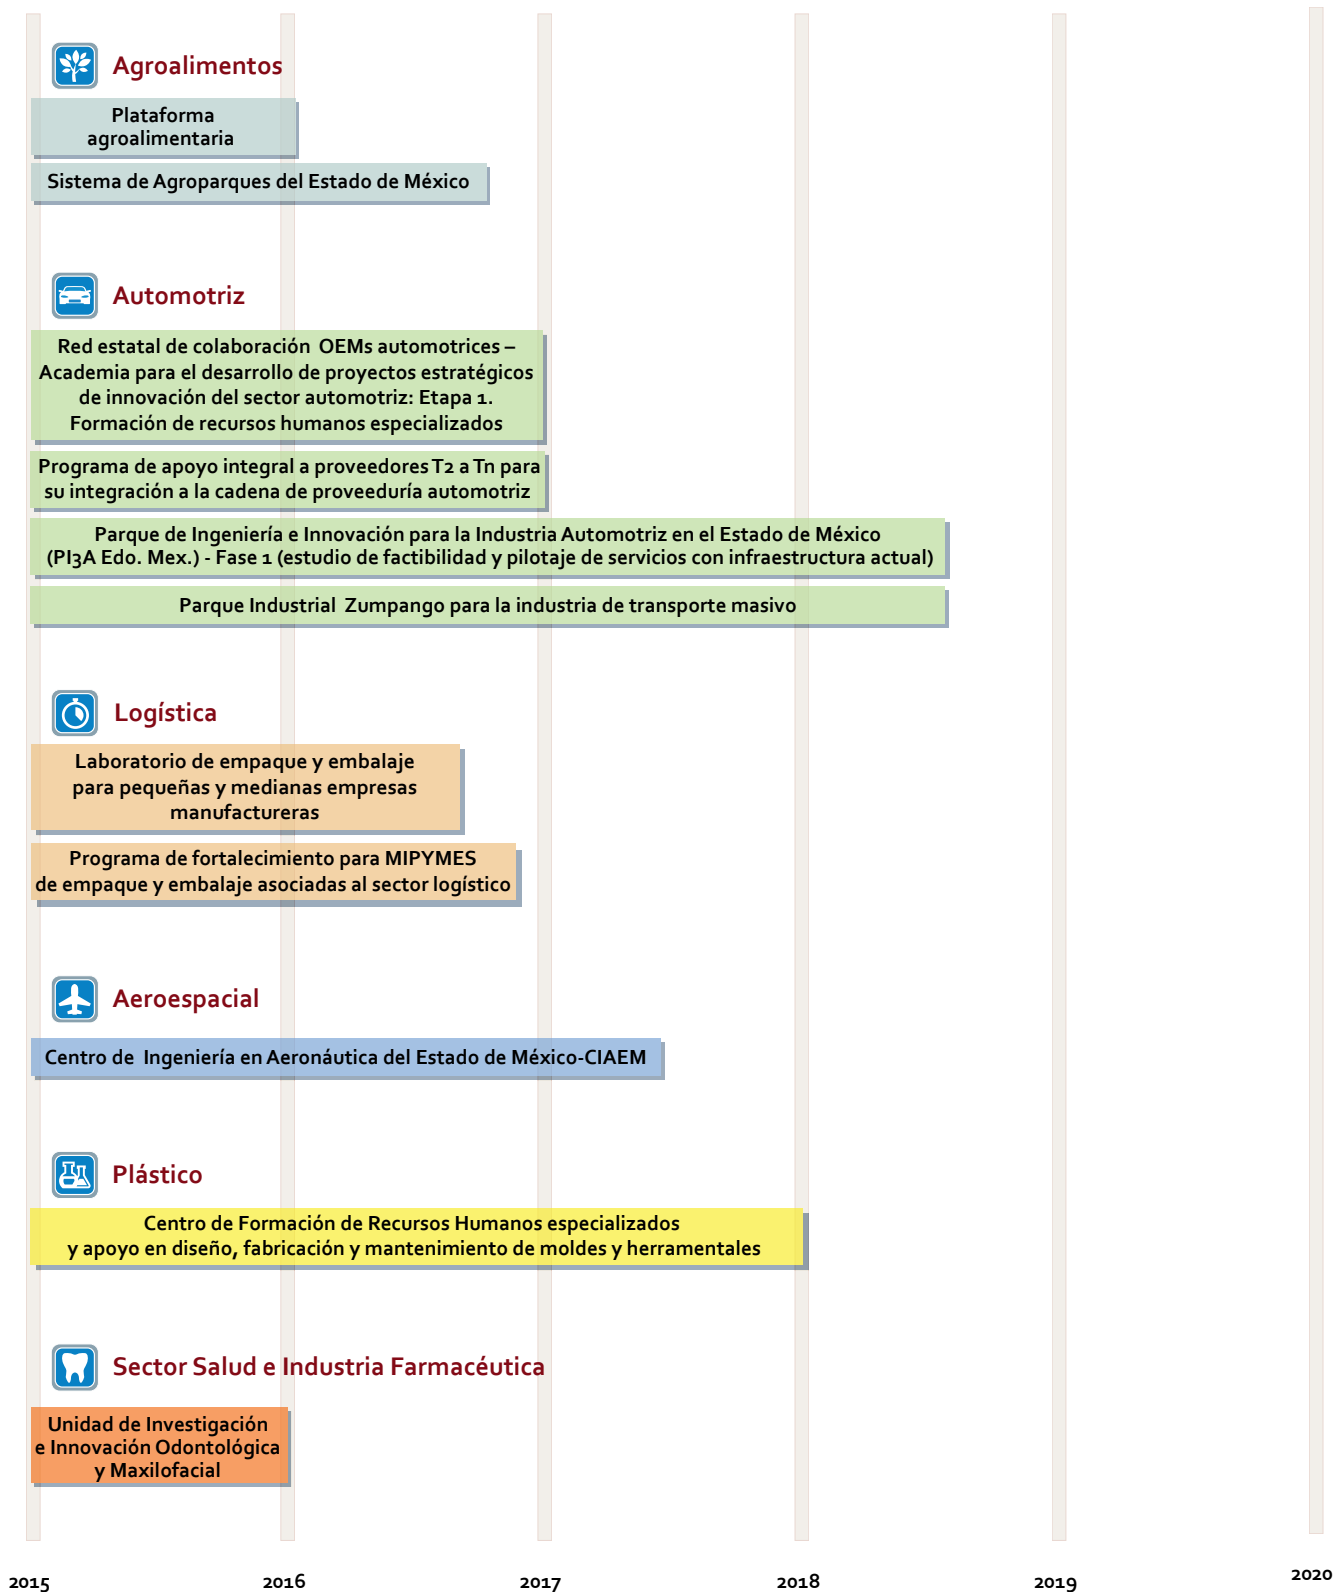 Agroalimentos
Plataforma
agroalimentaria
Sistema de Agroparques del Estado de México
Automotriz
Red estatal de colaboración OEMs automotrices –
Academia para el desarrollo de proyectos estratégicos
de innovación del sector automotriz: Etapa 1.
Formación de recursos humanos especializados
Programa de apoyo integral a proveedores T2 a Tn para
su integración a la cadena de proveeduría automotriz
Parque de Ingeniería e Innovación para la Industria Automotriz en el Estado de México
(PI3A Edo. Mex.) - Fase 1 (estudio de factibilidad y pilotaje de servicios con infraestructura actual)
Parque Industrial Zumpango para la industria de transporte masivo
Logística
Laboratorio de empaque y embalaje
para pequeñas y medianas empresas
manufactureras
Programa de fortalecimiento para MIPYMES
de empaque y embalaje asociadas al sector logístico
Aeroespacial
Centro de Ingeniería en Aeronáutica del Estado de México-CIAEM
Plástico
Centro de Formación de Recursos Humanos especializados
y apoyo en diseño, fabricación y mantenimiento de moldes y herramentales
Sector Salud e Industria Farmacéutica
Unidad de Investigación
e Innovación Odontológica
y Maxilofacial
2015 2016 2017 2018 2019 2020